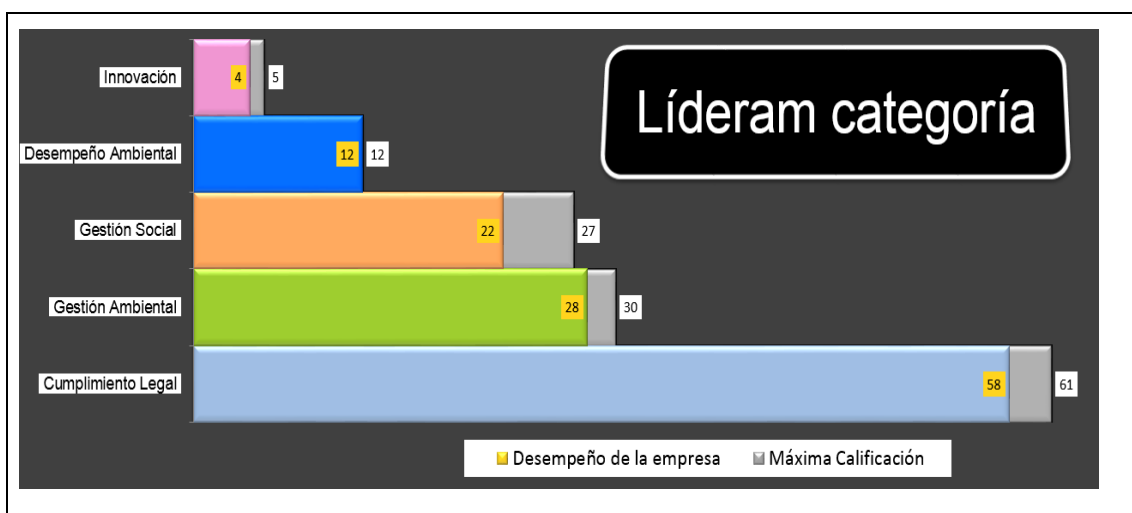 Líderam categoría
Innovación 4 5
Desempeño Ambiental 12 12
Gestión Social 22 27
Gestión Ambiental 28 30
Cumplimiento Legal 58 61
Desempeño de la empresa Máxima Calificación